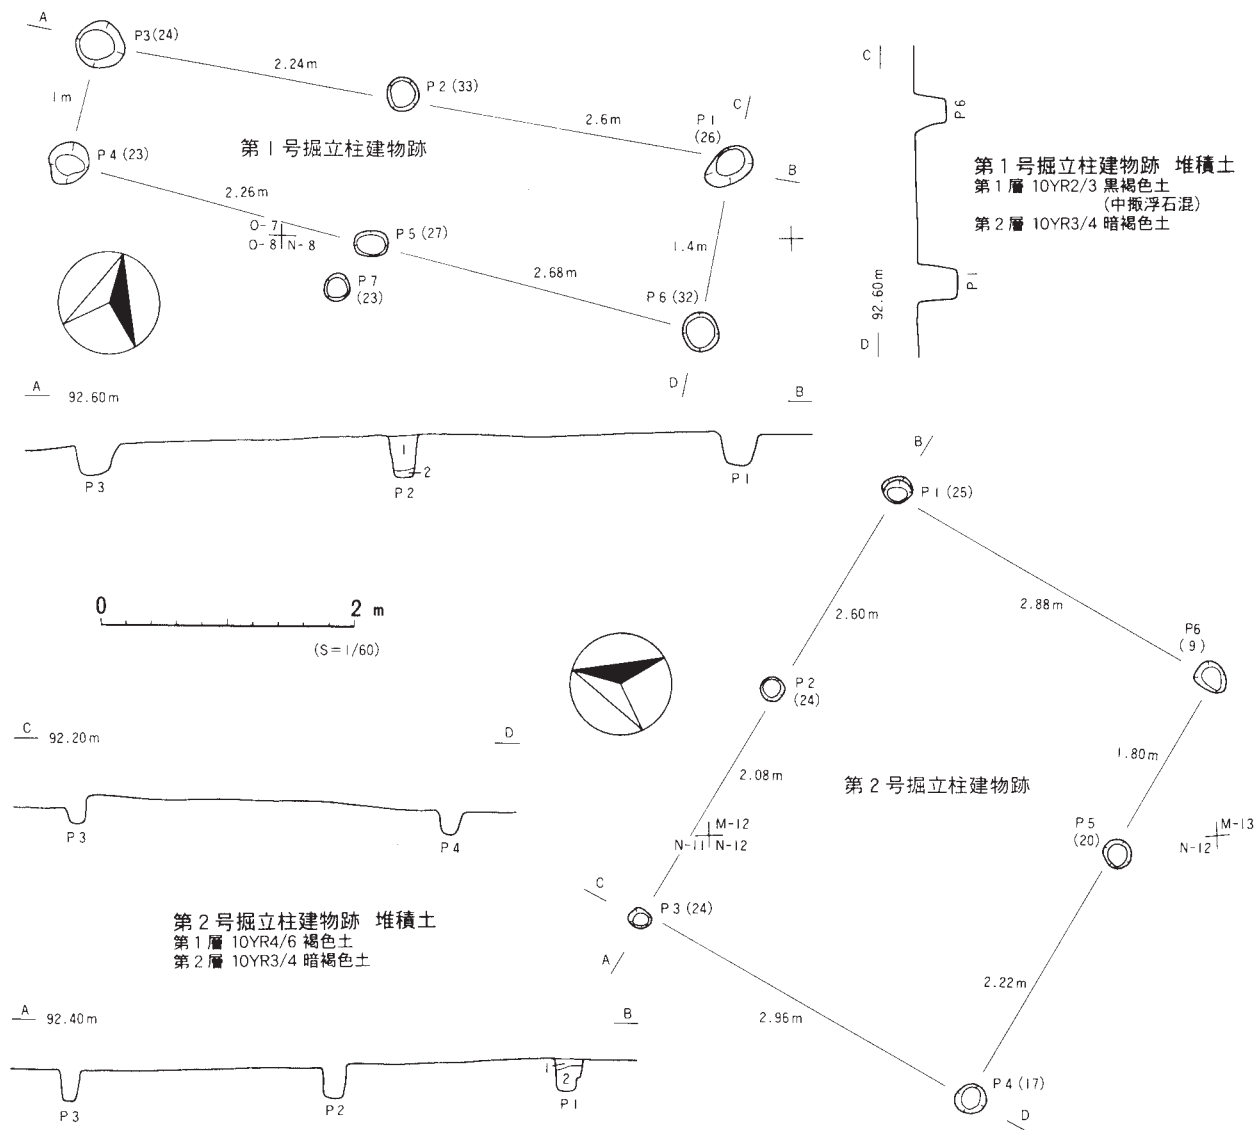 A
P3(24)
2.24m
P2(33)
2.6m
C
P1
(26)
B
1m
P4(23)
第1号掘立柱建物跡
2.26m
O-7
O-8 N-8
P5(27)
P7
(23)
2.68m
1.4m
P6(32)
D
C
P6
P1
92.60m
D
第1号掘立柱建物跡 堆積土
第1層 10YR2/3 黒褐色土
(中掫浮石混)
第2層 10YR3/4 暗褐色土
A
92.60m
B
1
2
P3
P2
P1
0 2 m
(S=1/60)
C
92.20m
D
P3
P4
第2号掘立柱建物跡 堆積土
第1層 10YR4/6 褐色土
第2層 10YR3/4 暗褐色土
A
92.40m
B
1
2
P3
P2
P1
B
P1(25)
2.60m
2.88m
P6
(9)
P2
(24)
2.08m
1.80m
第2号掘立柱建物跡
M-12
N-11 N-12
P5
(20)
M-13
N-12
C
P3(24)
A
2.22m
2.96m
P4(17)
D